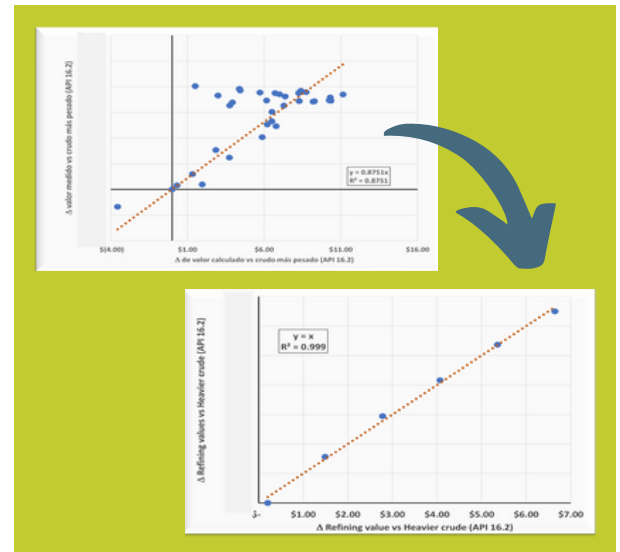 Δ valor medido vs crudo más pesado (API 16.2)
y = 0.8751x
R² = 0.8751
$(4.00) $1.00 $6.00 $11.00 $16.00
Δ de valor calculado vs crudo más pesado (API 16.2)
Δ Refining values vs Heavier crude (API 16.2)
y = x
R² = 0.999
$- $1.00 $2.00 $3.00 $4.00 $5.00 $6.00 $7.00
Δ Refining value vs Heavier crude (API 16.2)